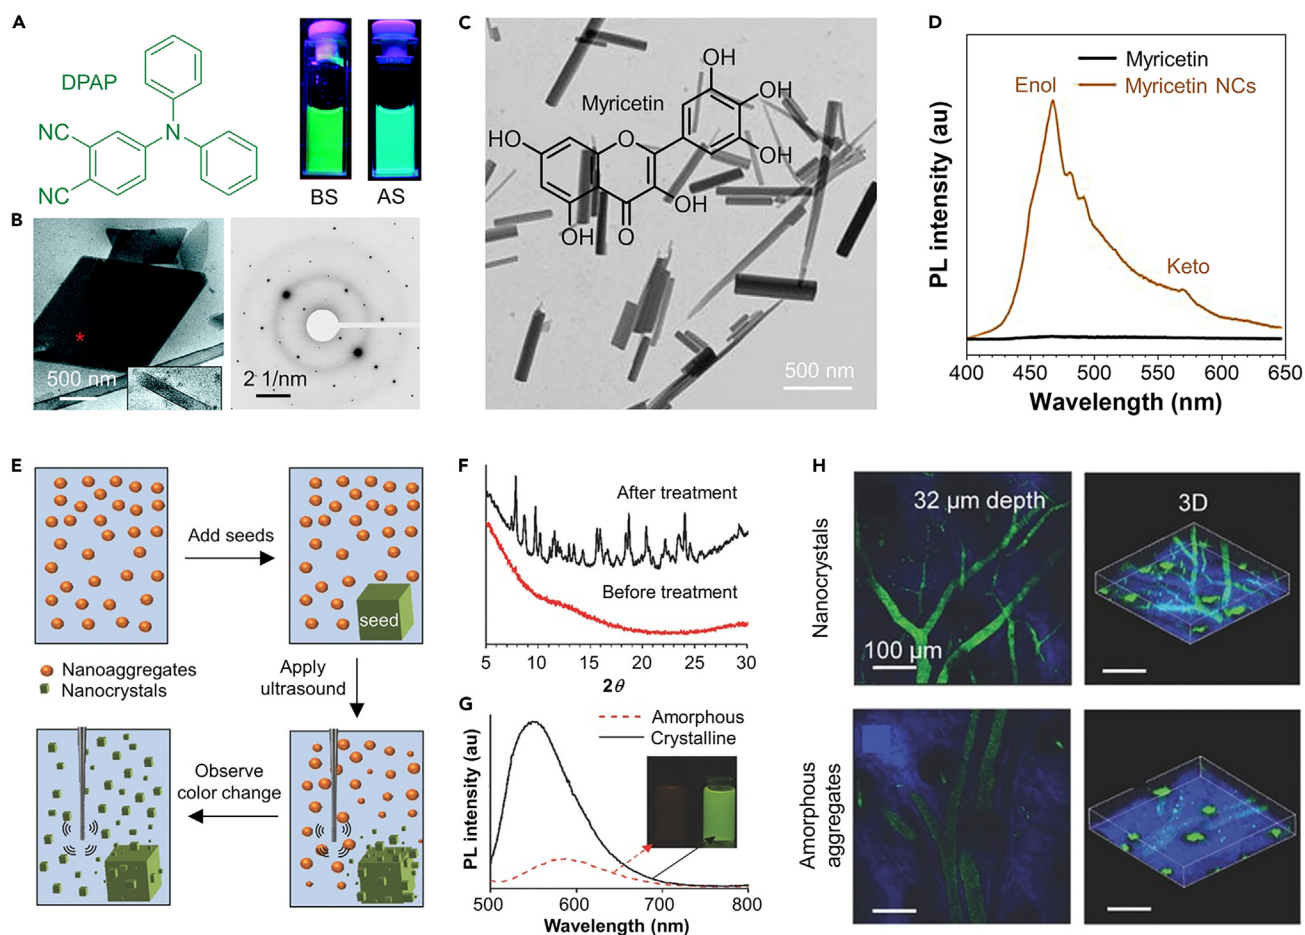 A
DPAP
NC
NC
N
BS
AS
B
*
500 nm
2 1/nm
C
Myricetin
OH
OH
OH
HO
O
OH
OH
O
500 nm
D
Myricetin
Myricetin NCs
Enol
Keto
PL intensity (au)
400
450
500
550
600
650
Wavelength (nm)
E
Add seeds
seed
Nanoaggregates
Nanocrystals
Apply
ultrasound
Observe
color change
F
After treatment
Before treatment
5
10
15
20
25
30
2θ
G
Amorphous
Crystalline
PL intensity (au)
500
600
700
800
Wavelength (nm)
H
Nanocrystals
32 µm depth
100 µm
3D
Amorphous
aggregates